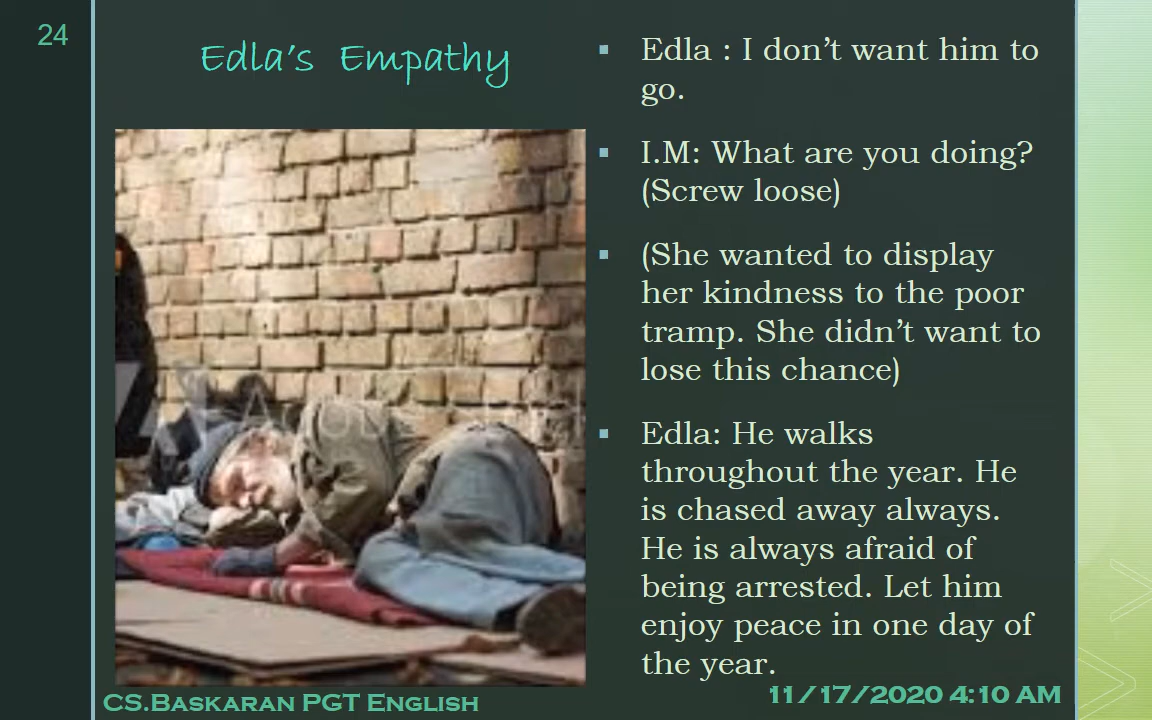 24
Edla's Empathy
Edla : I don't want him to
go.
I.M: What are you doing?
(Screw loose)
(She wanted to display
her kindness to the poor
tramp. She didn't want to
lose this chance)
Edla: He walks
throughout the year. He
is chased away always.
He is always afraid of
being arrested. Let him
enjoy peace in one day of
the year.
CS.Baskaran PGT English
11/17/2020 4:10 AM